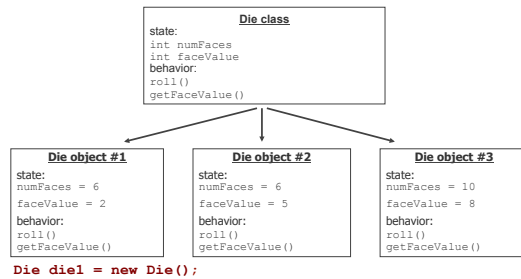 Die class
state:
int numFaces
int faceValue
behavior:
roll()
getFaceValue()
Die object #1
state:
numFaces = 6
faceValue = 2
behavior:
roll()
getFaceValue()
Die object #2
state:
numFaces = 6
faceValue = 5
behavior:
roll()
getFaceValue()
Die object #3
state:
numFaces = 10
faceValue = 8
behavior:
roll()
getFaceValue()
Die die1 = new Die();